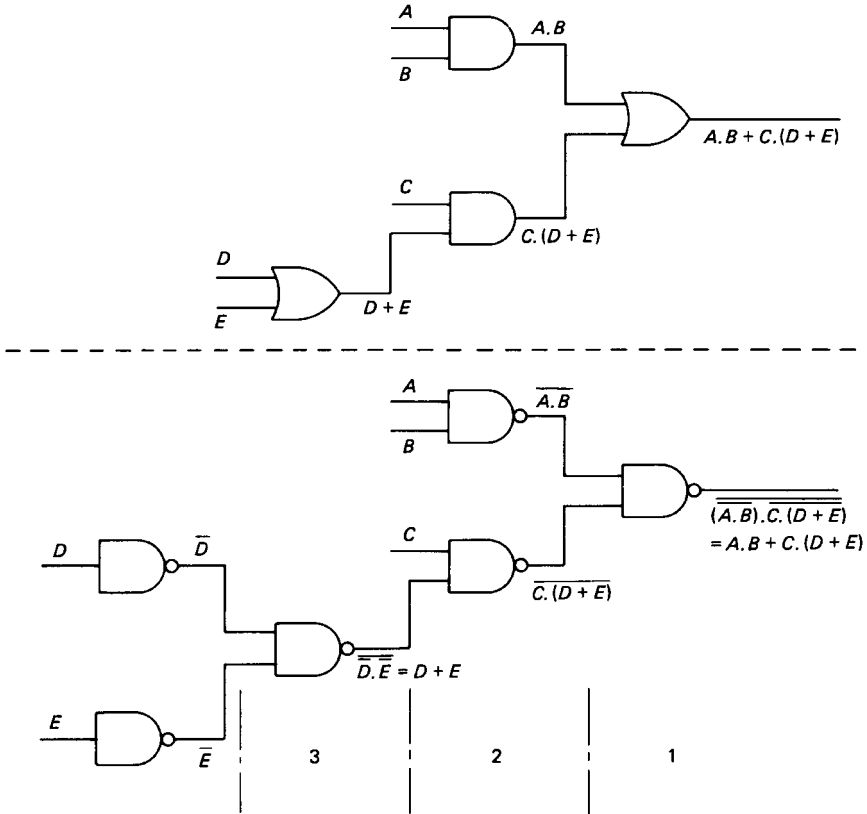 A
A.B
B
A.B + C.(D + E)
C
C.(D + E)
D
D + E
E
A
A̅.̅B̅
B
(A̿.̿B̿).C̿.̿(̿D̿ ̿+̿ ̿E̿)̿
= A.B + C.(D + E)
C
D
D̅
C̅.̅(̅D̅ ̅+̅ ̅E̅)̅
D̿.E̿ = D + E
E
E̅
3
2
1